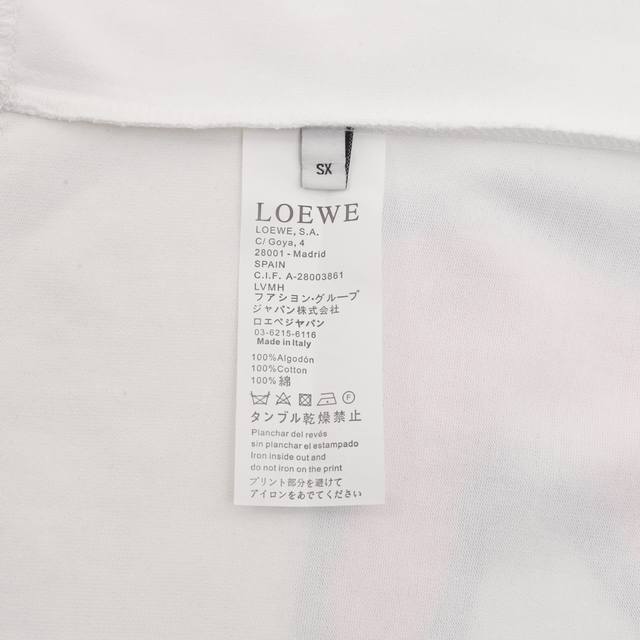 SX
LOEWE
LOEWE, S.A.
C/ Goya, 4
28001 - Madrid
SPAIN
C.I.F. A-28003861
LVMH
ファション・グループ
ジャパン株式会社
ロエベジャパン
03-6215-6116
Made in Italy
100%Algodón
100%Cotton
100% 綿
タンブル乾燥禁止
Planchar del revés
sin planchar el estampado
Iron inside out and
do not iron on the print
プリント部分を避けて
アイロンをあでてください